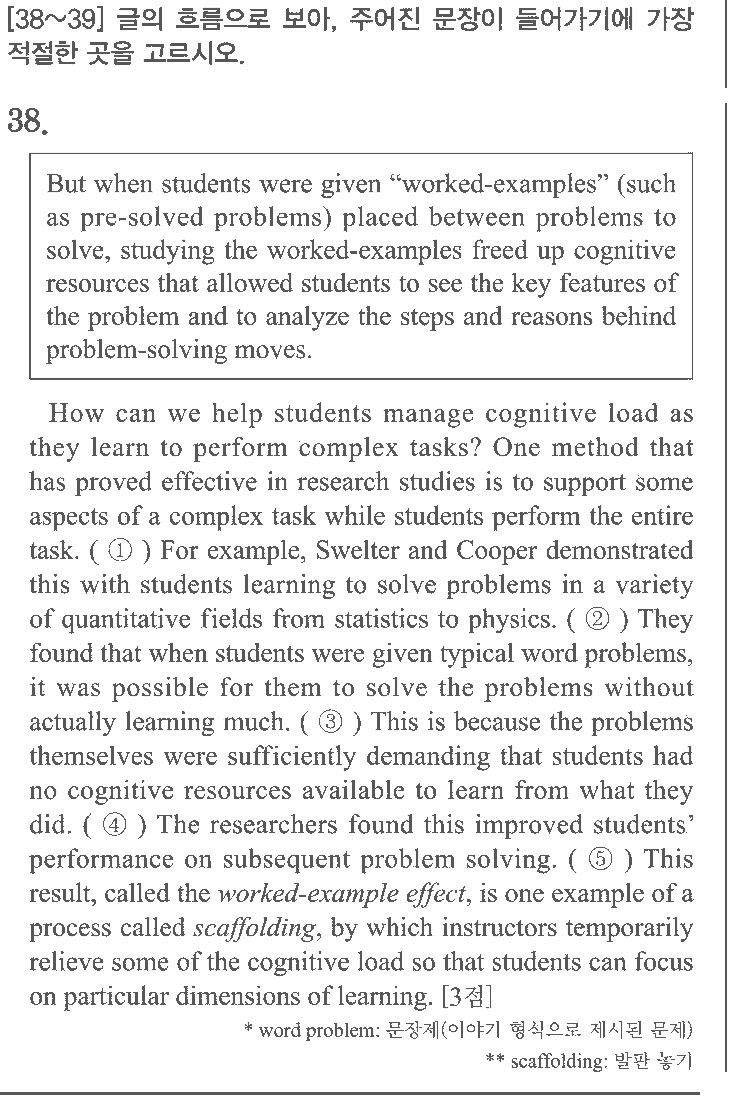 [38～39] 글의 흐름으로 보아, 주어진 문장이 들어가기에 가장
적절한 곳을 고르시오.
38.
But when students were given “worked-examples” (such
as pre-solved problems) placed between problems to
solve, studying the worked-examples freed up cognitive
resources that allowed students to see the key features of
the problem and to analyze the steps and reasons behind
problem-solving moves.
How can we help students manage cognitive load as
they learn to perform complex tasks? One method that
has proved effective in research studies is to support some
aspects of a complex task while students perform the entire
task. ( ① ) For example, Swelter and Cooper demonstrated
this with students learning to solve problems in a variety
of quantitative fields from statistics to physics. ( ② ) They
found that when students were given typical word problems,
it was possible for them to solve the problems without
actually learning much. ( ③ ) This is because the problems
themselves were sufficiently demanding that students had
no cognitive resources available to learn from what they
did. ( ④ ) The researchers found this improved students’
performance on subsequent problem solving. ( ⑤ ) This
result, called the worked-example effect, is one example of a
process called scaffolding, by which instructors temporarily
relieve some of the cognitive load so that students can focus
on particular dimensions of learning. [3점]
* word problem: 문장제(이야기 형식으로 제시된 문제)
** scaffolding: 발판 놓기